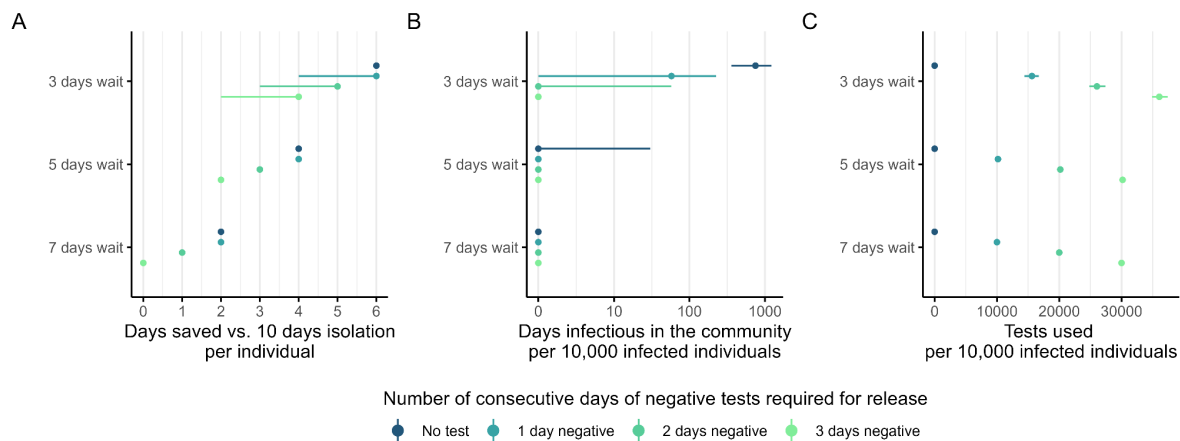 A
3 days wait
5 days wait
7 days wait
0 1 2 3 4 5 6
Days saved vs. 10 days isolation
per individual
B
3 days wait
5 days wait
7 days wait
0 10 100 1000
Days infectious in the community
per 10,000 infected individuals
C
3 days wait
5 days wait
7 days wait
0 10000 20000 30000
Tests used
per 10,000 infected individuals
Number of consecutive days of negative tests required for release
No test 1 day negative 2 days negative 3 days negative